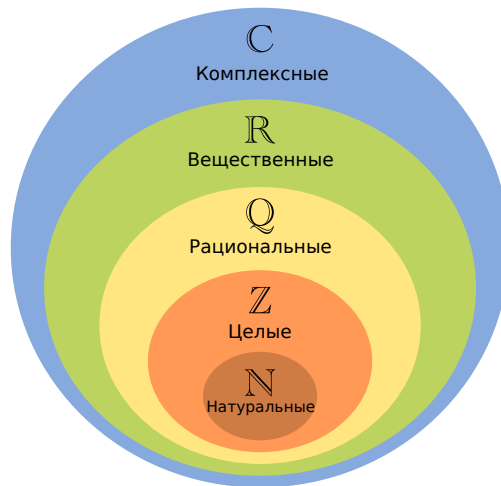 ℂ
Комплексные
ℝ
Вещественные
ℚ
Рациональные
ℤ
Целые
ℕ
Натуральные